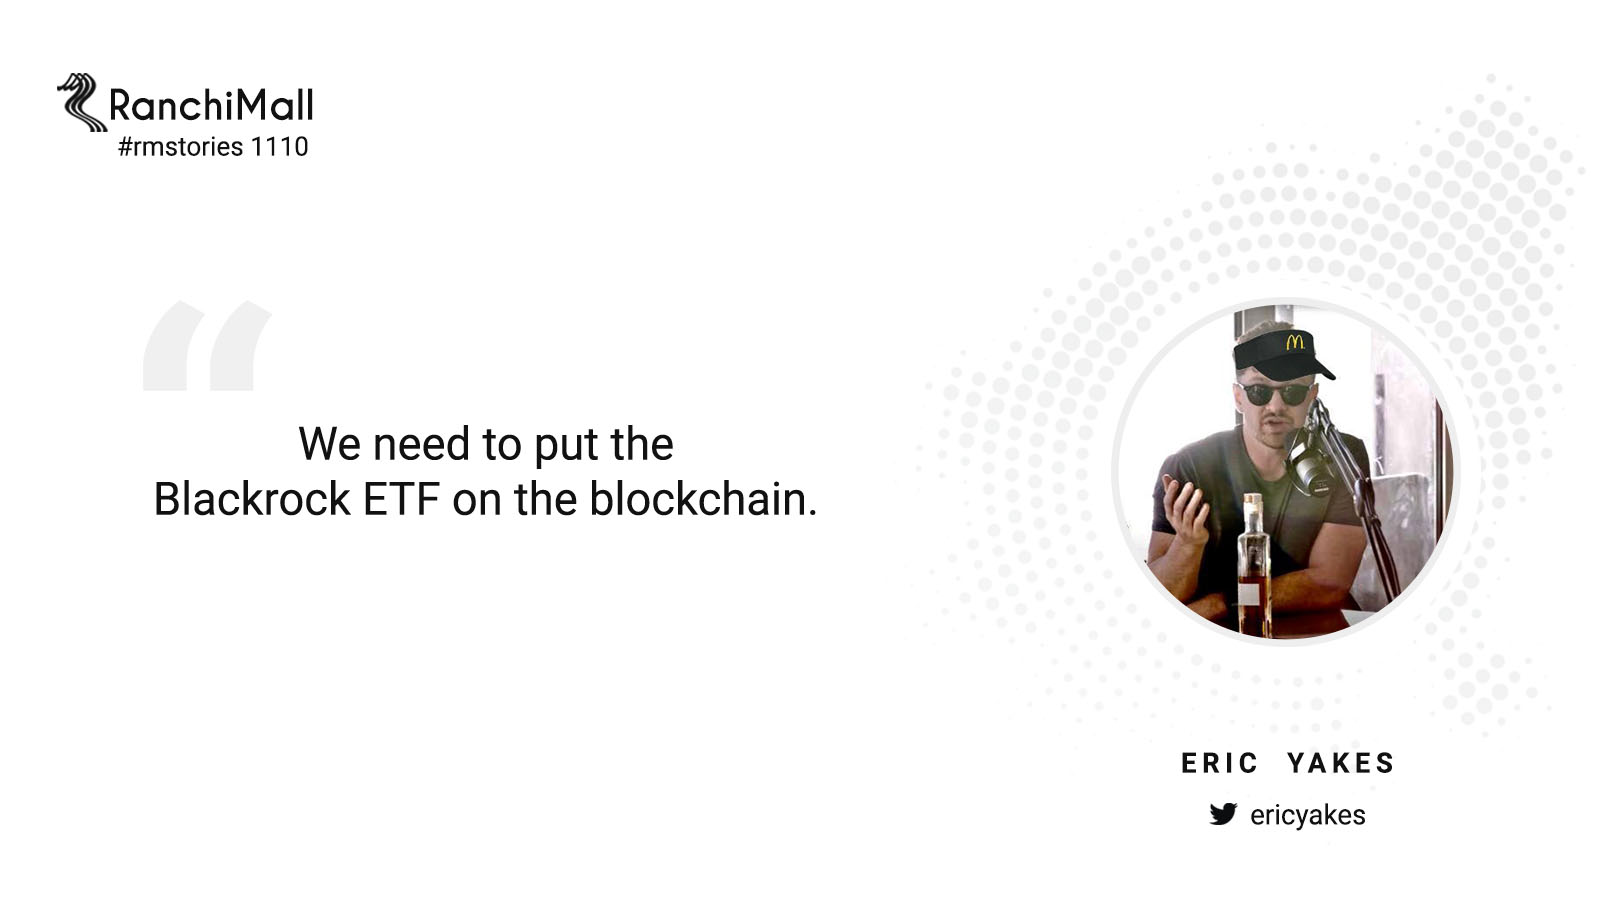 RanchiMall
#rmstories 1110
“
We need to put the
Blackrock ETF on the blockchain.
ERIC YAKES
ericyakes